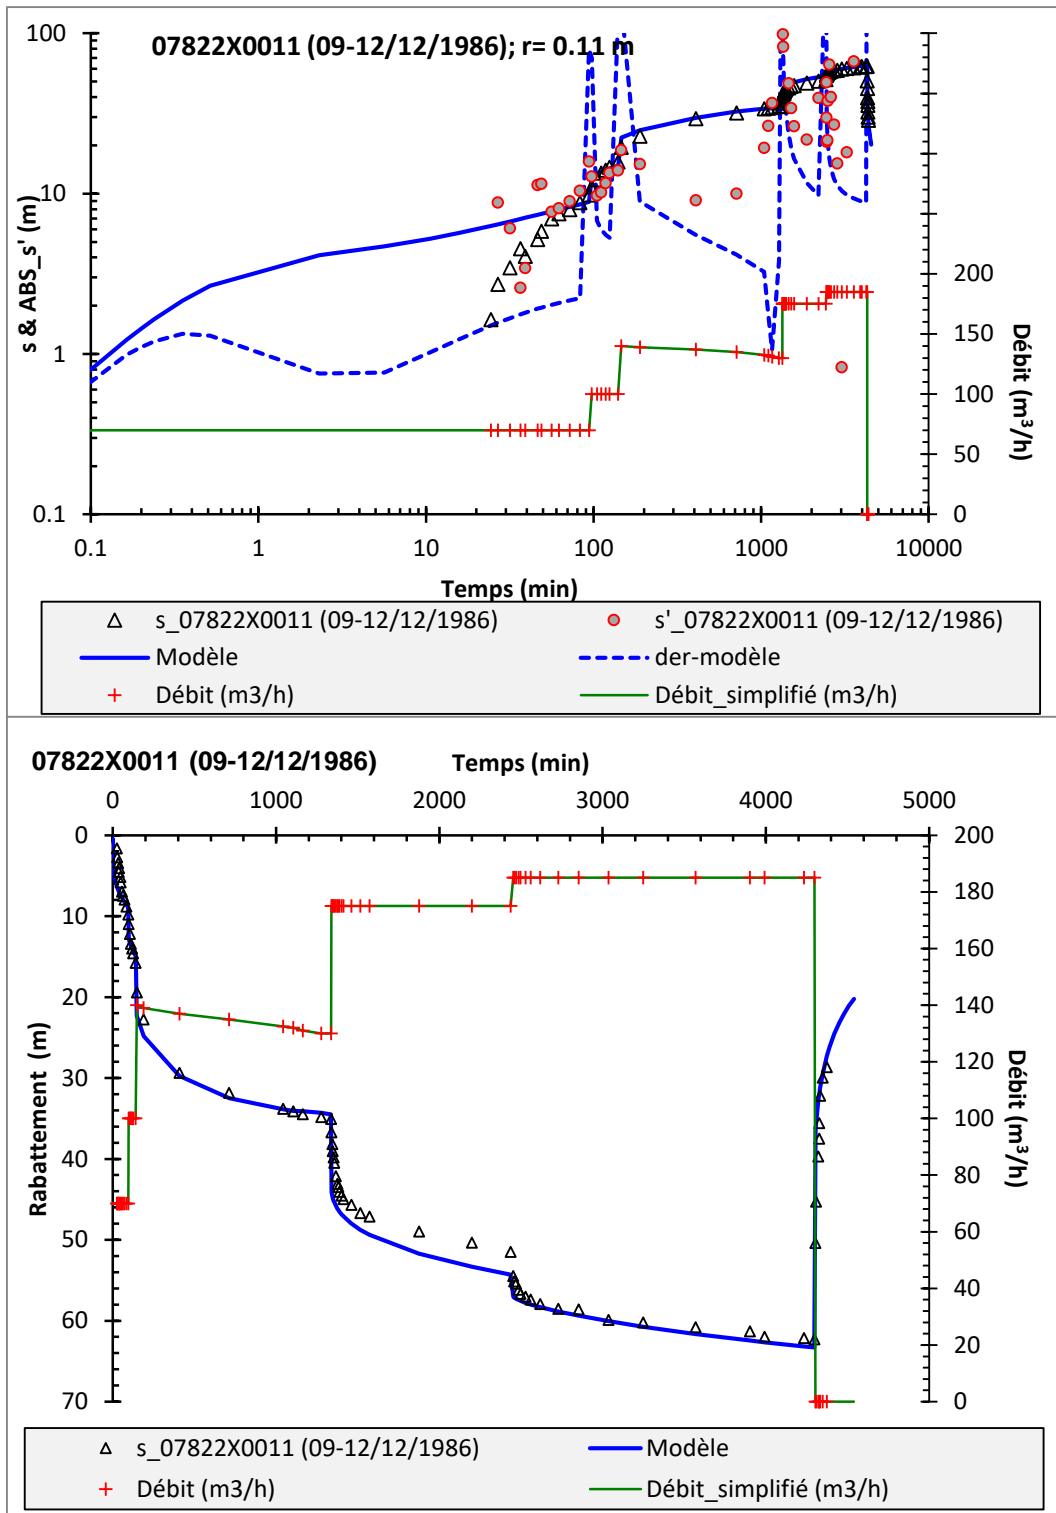 07822X0011 (09-12/12/1986); r= 0.11 m
100
10
1
0.1
s & ABS_s' (m)
200
150
100
50
0
Débit (m³/h)
0.1 1 10 100 1000 10000
Temps (min)
s_07822X0011 (09-12/12/1986) s'_07822X0011 (09-12/12/1986)
Modèle der-modèle
Débit (m3/h) Débit_simplifié (m3/h)
07822X0011 (09-12/12/1986) Temps (min)
0 1000 2000 3000 4000 5000
0
10
20
30
40
50
60
70
Rabattement (m)
200
180
160
140
120
100
80
60
40
20
0
Débit (m³/h)
s_07822X0011 (09-12/12/1986) Modèle
Débit (m3/h) Débit_simplifié (m3/h)